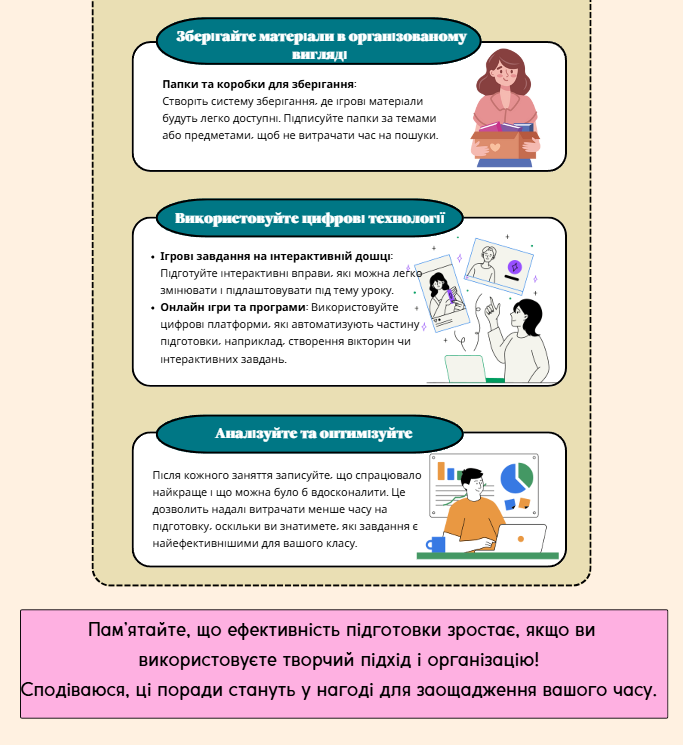 Зберігайте матеріали в організованому
вигляді
Папки та коробки для зберігання:
Створіть систему зберігання, де ігрові матеріали
будуть легко доступні. Підписуйте папки за темами
або предметами, щоб не витрачати час на пошуки.
Використовуйте цифрові технології
• Ігрові завдання на інтерактивній дошці:
Підготуйте інтерактивні вправи, які можна легко
змінювати і підлаштовувати під тему уроку.
• Онлайн ігри та програми: Використовуйте
цифрові платформи, які автоматизують частину
підготовки, наприклад, створення вікторин чи
інтерактивних завдань.
Аналізуйте та оптимізуйте
Після кожного заняття записуйте, що спрацювало
найкраще і що можна було б вдосконалити. Це
дозволить надалі витрачати менше часу на
підготовку, оскільки ви знатимете, які завдання є
найефективнішими для вашого класу.
Пам'ятайте, що ефективність підготовки зростає, якщо ви
використовуєте творчий підхід і організацію!
Сподіваюся, ці поради стануть у нагоді для заощадження вашого часу.